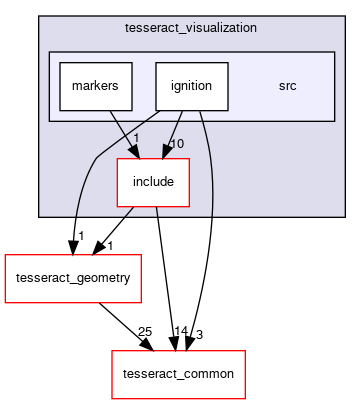 tesseract_visualization
markers
ignition
src
1
10
include
1
1
tesseract_geometry
25
14
3
tesseract_common